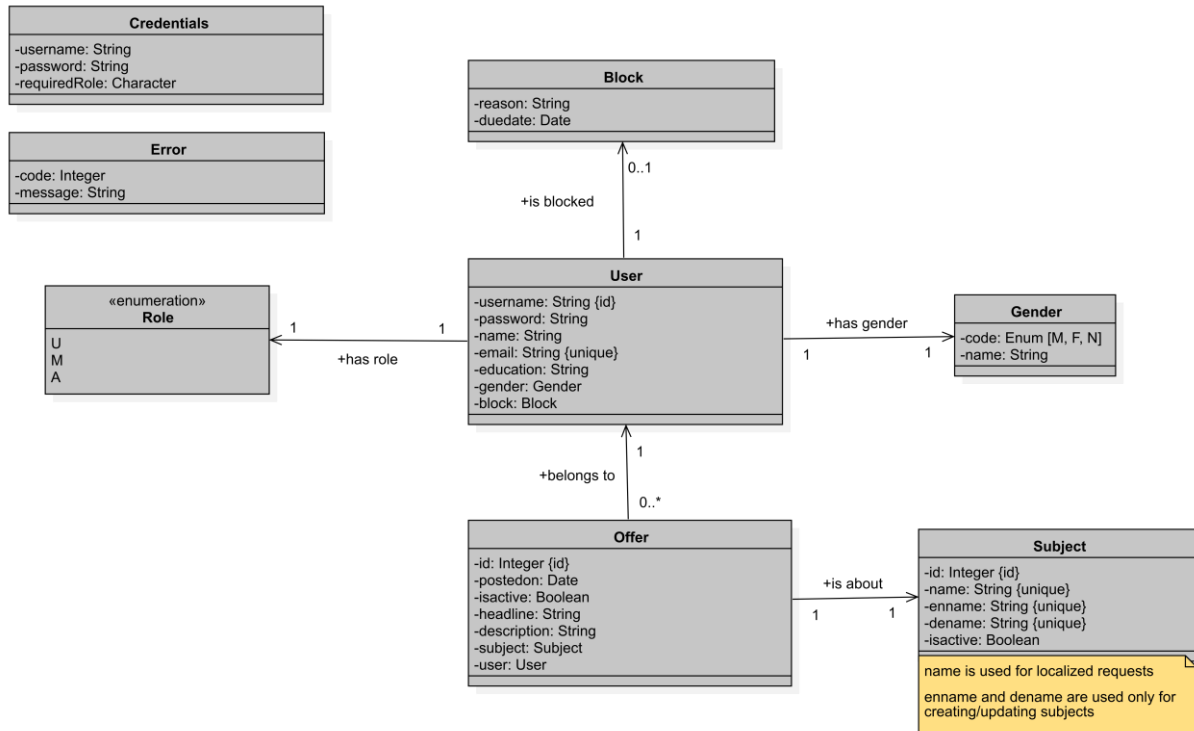 Credentials
-username: String
-password: String
-requiredRole: Character
Error
-code: Integer
-message: String
Block
-reason: String
-duedate: Date
0..1
+is blocked
1
«enumeration»
Role
U
M
A
1
1
+has role
User
-username: String {id}
-password: String
-name: String
-email: String {unique}
-education: String
-gender: Gender
-block: Block
+has gender
1
1
Gender
-code: Enum [M, F, N]
-name: String
1
+belongs to
0..*
Offer
-id: Integer {id}
-postedon: Date
-isactive: Boolean
-headline: String
-description: String
-subject: Subject
-user: User
+is about
1
1
Subject
-id: Integer {id}
-name: String {unique}
-enname: String {unique}
-dename: String {unique}
-isactive: Boolean
name is used for localized requests
enname and dename are used only for
creating/updating subjects